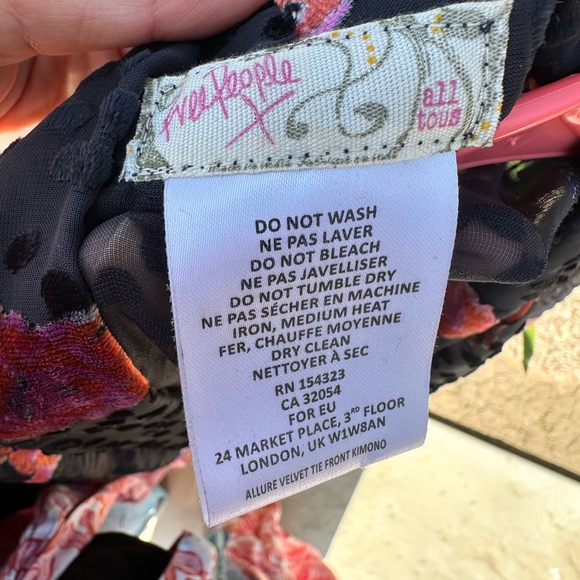 free people
X
all
tous
DO NOT WASH
NE PAS LAVER
DO NOT BLEACH
NE PAS JAVELLISER
DO NOT TUMBLE DRY
NE PAS SÉCHER EN MACHINE
IRON, MEDIUM HEAT
FER, CHAUFFE MOYENNE
DRY CLEAN
NETTOYER À SEC
RN 154323
CA 32054
FOR EU
24 MARKET PLACE, 3RD FLOOR
LONDON, UK W1W8AN
ALLURE VELVET TIE FRONT KIMONO